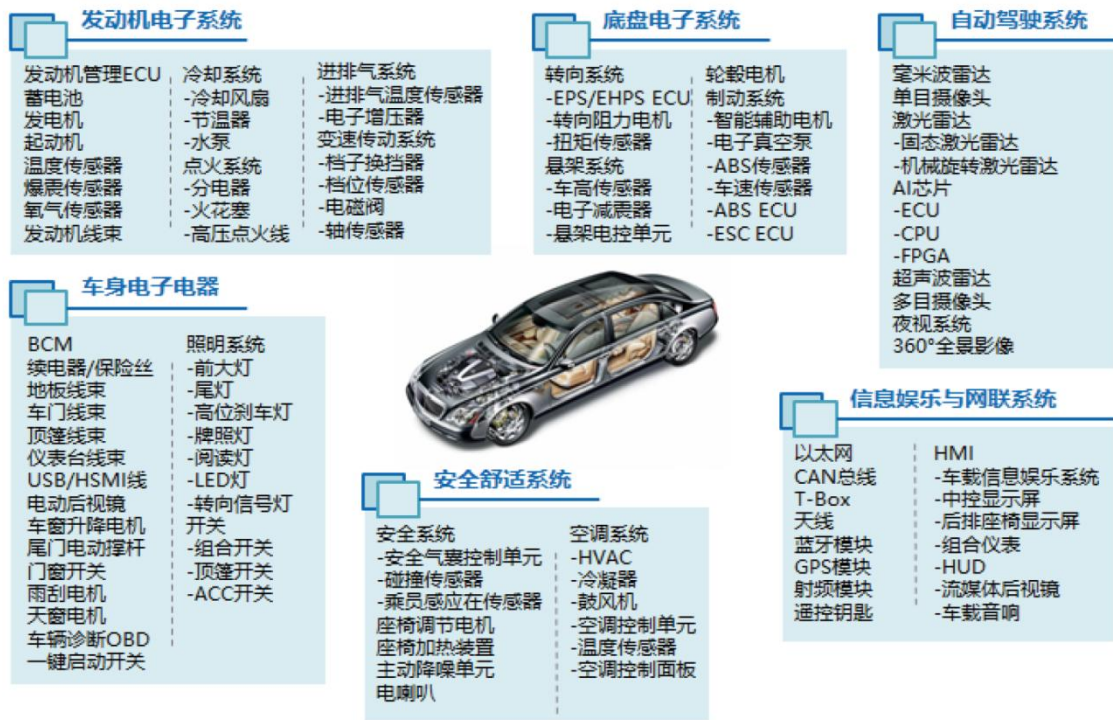 发动机电子系统
发动机管理ECU
蓄电池
发电机
起动机
温度传感器
爆震传感器
氧气传感器
发动机线束
冷却系统
-冷却风扇
-节温器
-水泵
点火系统
-分电器
-火花塞
-高压点火线
进排气系统
-进排气温度传感器
-电子增压器
变速传动系统
-档子换挡器
-档位传感器
-电磁阀
-轴传感器
底盘电子系统
转向系统
-EPS/EHPS ECU
-转向阻力电机
-扭矩传感器
悬架系统
-车高传感器
-电子减震器
-悬架电控单元
轮毂电机
制动系统
-智能辅助电机
-电子真空泵
-ABS传感器
-车速传感器
-ABS ECU
-ESC ECU
自动驾驶系统
毫米波雷达
单目摄像头
激光雷达
-固态激光雷达
-机械旋转激光雷达
AI芯片
-ECU
-CPU
-FPGA
超声波雷达
多目摄像头
夜视系统
360°全景影像
车身电子电器
BCM
续电器/保险丝
地板线束
车门线束
顶篷线束
仪表台线束
USB/HSMI线
电动后视镜
车窗升降电机
尾门电动撑杆
门窗开关
雨刮电机
天窗电机
车辆诊断OBD
一键启动开关
照明系统
-前大灯
-尾灯
-高位刹车灯
-牌照灯
-阅读灯
-LED灯
-转向信号灯
开关
-组合开关
-顶篷开关
-ACC开关
安全舒适系统
安全系统
-安全气囊控制单元
-碰撞传感器
-乘员感应在传感器
座椅调节电机
座椅加热装置
主动降噪单元
电喇叭
空调系统
-HVAC
-冷凝器
-鼓风机
-空调控制单元
-温度传感器
-空调控制面板
信息娱乐与网联系统
以太网
CAN总线
T-Box
天线
蓝牙模块
GPS模块
射频模块
遥控钥匙
HMI
-车载信息娱乐系统
-中控显示屏
-后排座椅显示屏
-组合仪表
-HUD
-流媒体后视镜
-车载音响